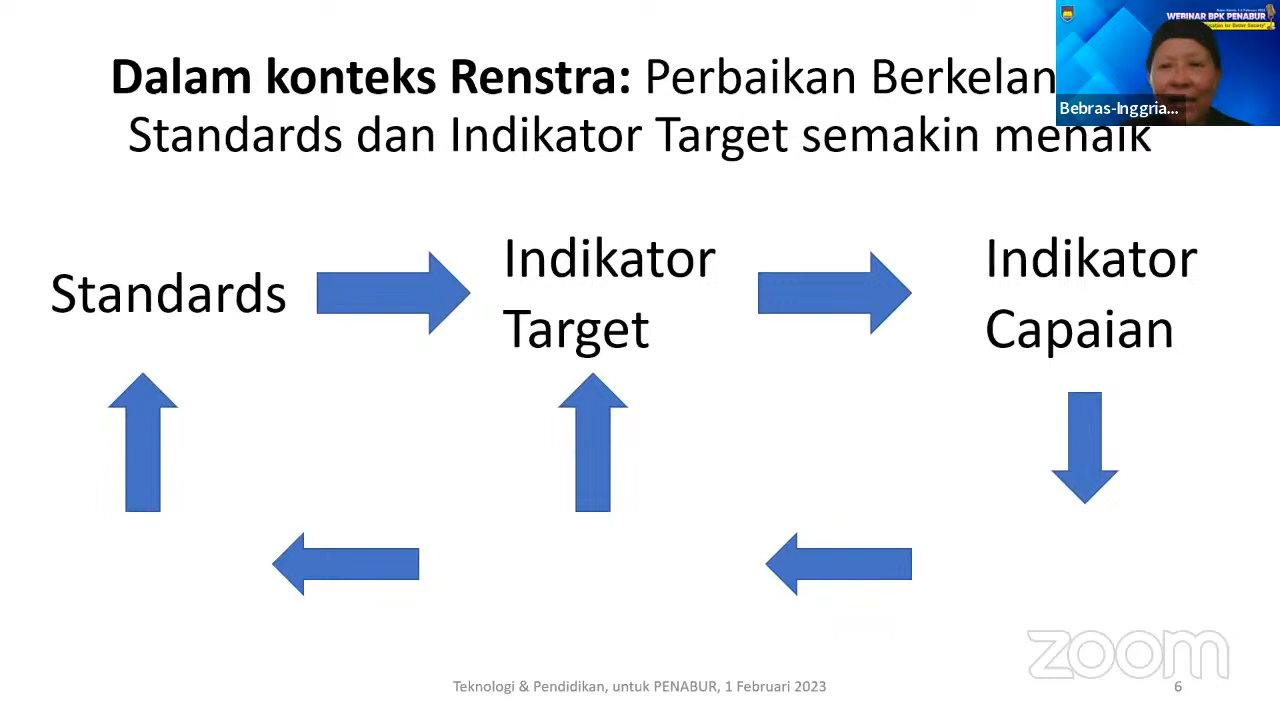 Dalam konteks Renstra: Perbaikan Berkelan
Standards dan Indikator Target semakin menaik
WEBINAR BPK PENABUR
Bebras-Inggria...
Standards
Indikator
Target
Indikator
Capaian
zoom
Teknologi & Pendidikan, untuk PENABUR, 1 Februari 2023
6